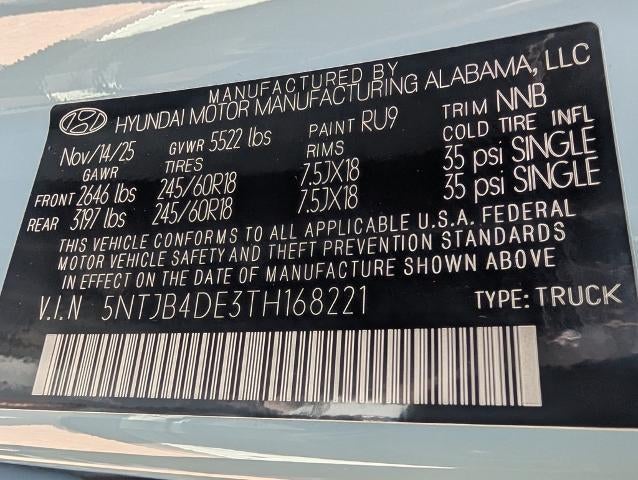 MANUFACTURED BY
HYUNDAI MOTOR MANUFACTURING ALABAMA, LLC
Nov/14/25 GVWR 5522 lbs PAINT RU9 TRIM NNB
GAWR TIRES RIMS COLD TIRE INFL
FRONT 2646 lbs 245/60R18 7.5JX18 35 psi SINGLE
REAR 3197 lbs 245/60R18 7.5JX18 35 psi SINGLE
THIS VEHICLE CONFORMS TO ALL APPLICABLE U.S.A. FEDERAL
MOTOR VEHICLE SAFETY AND THEFT PREVENTION STANDARDS
IN EFFECT ON THE DATE OF MANUFACTURE SHOWN ABOVE
V.I.N 5NTJB4DE3TH168221 TYPE: TRUCK